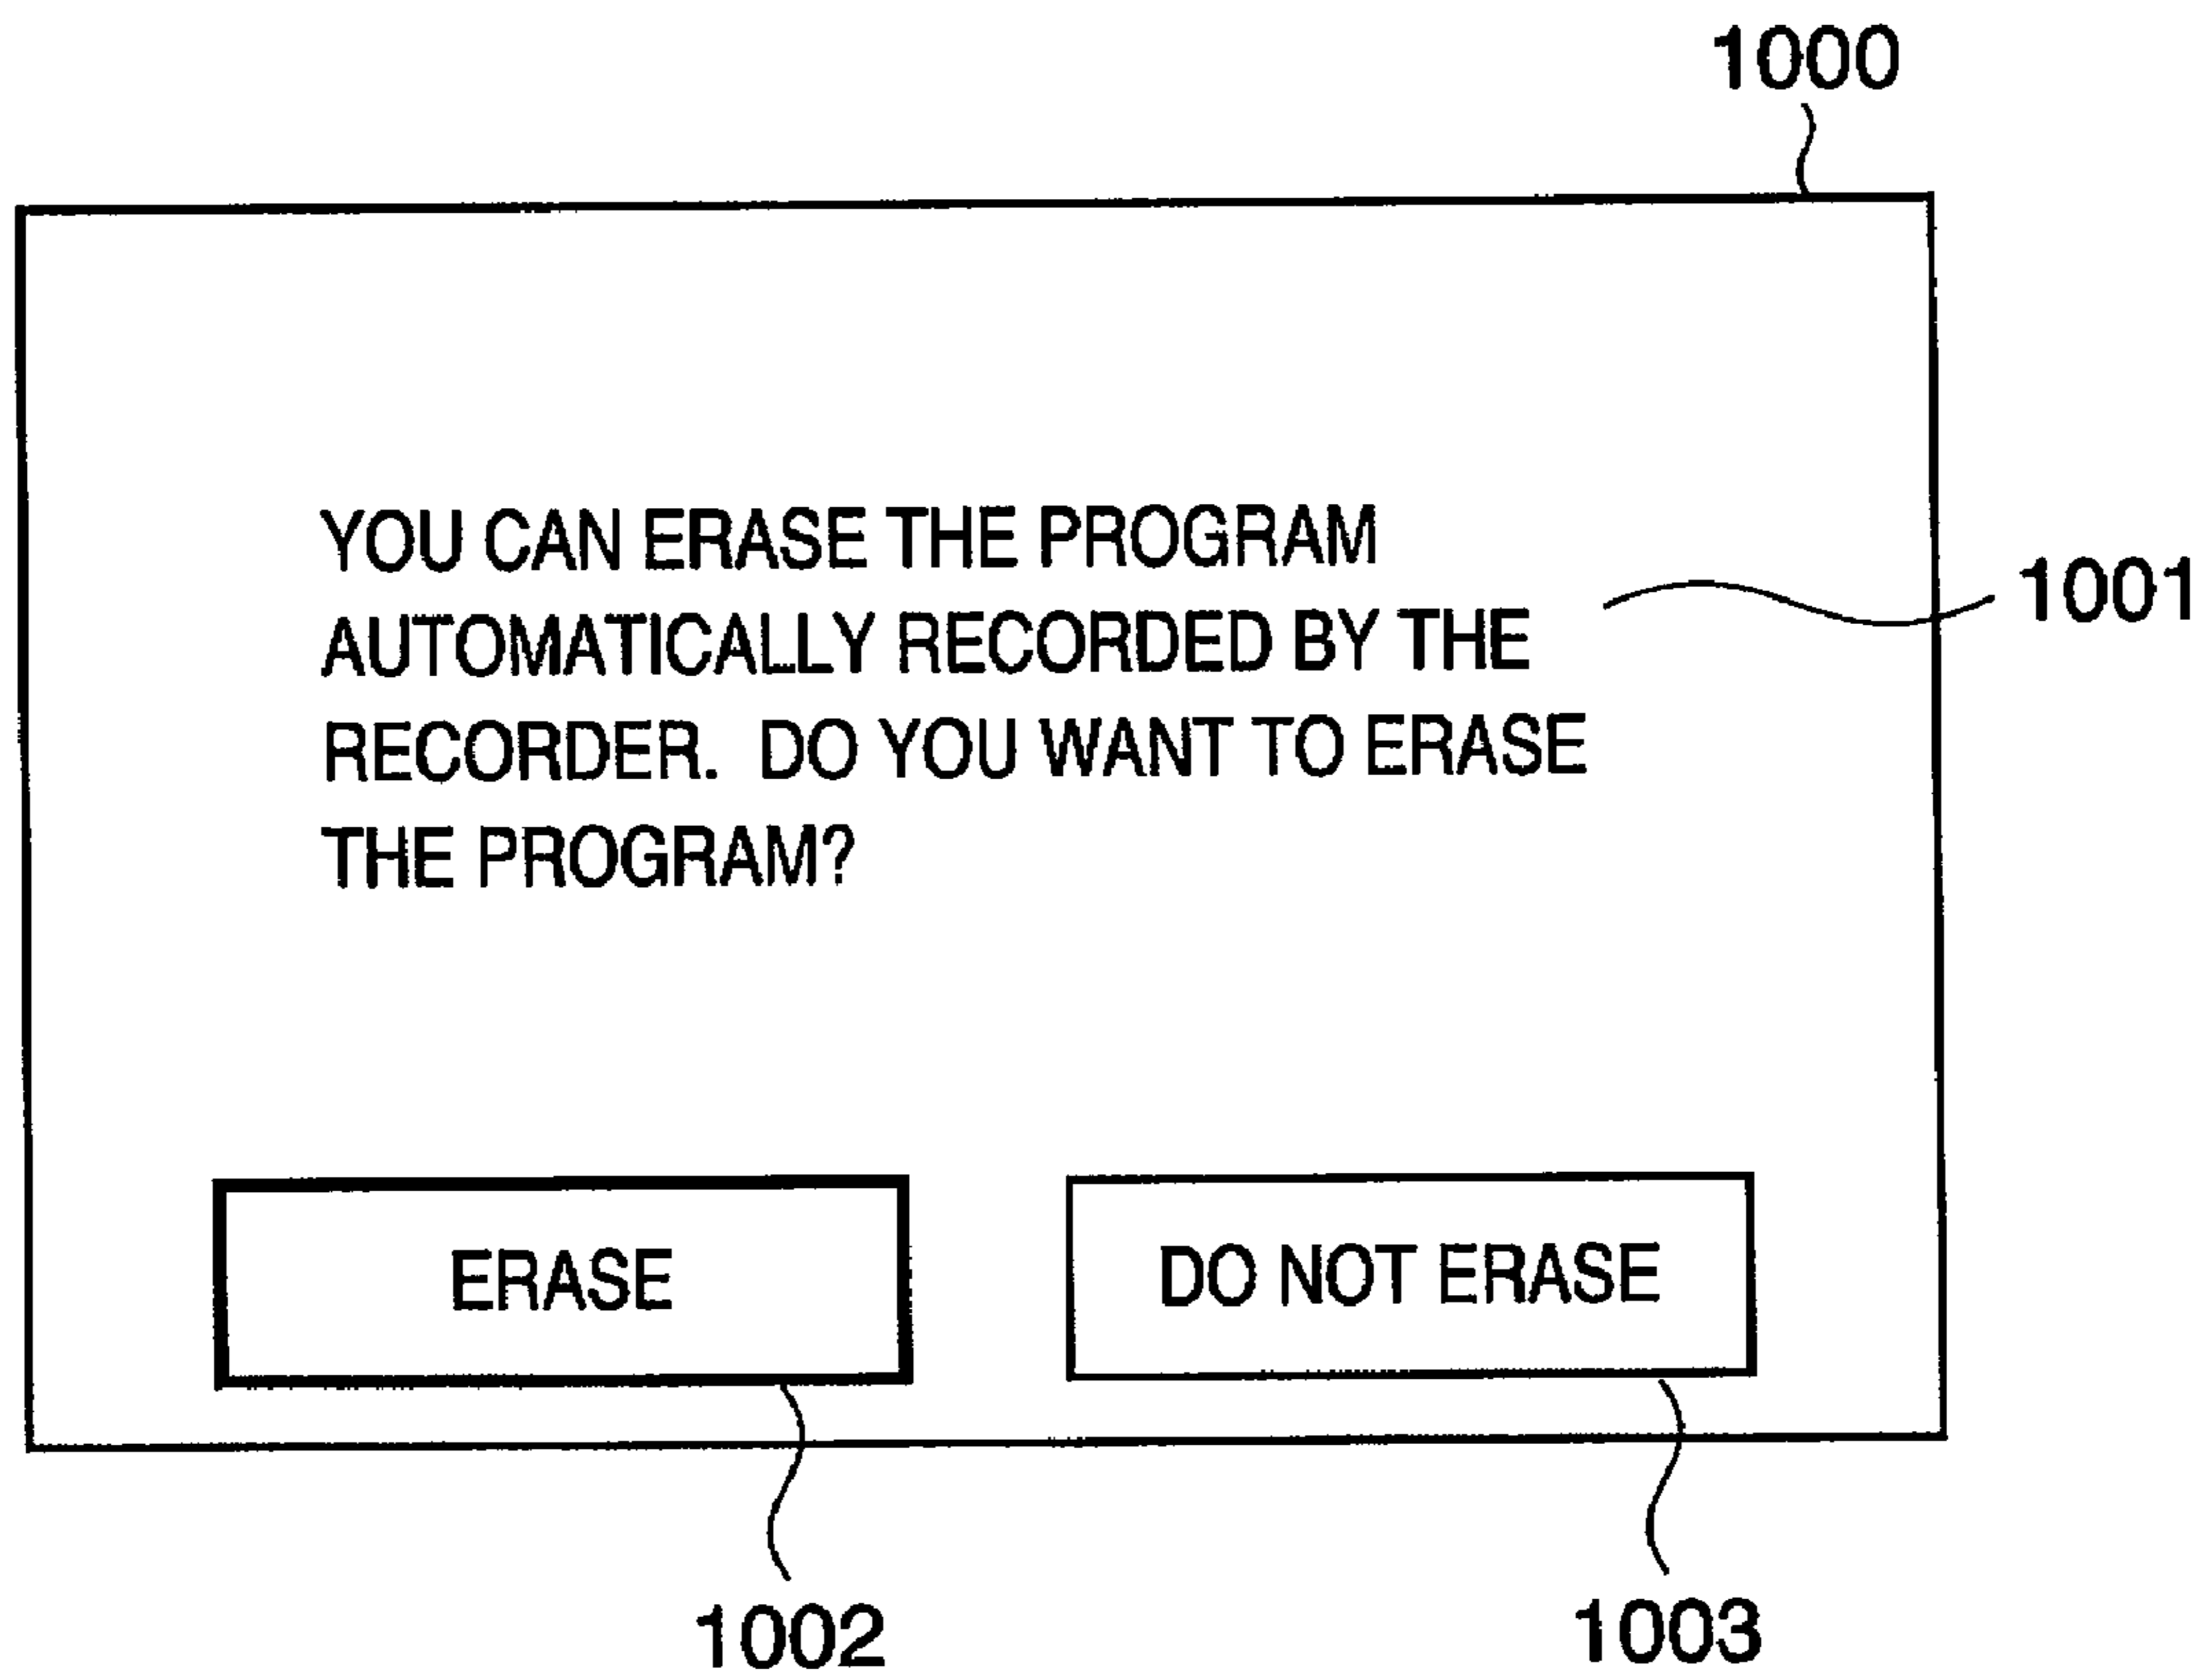 1000
YOU CAN ERASE THE PROGRAM
AUTOMATICALLY RECORDED BY THE
RECORDER. DO YOU WANT TO ERASE
THE PROGRAM?
1001
ERASE
DO NOT ERASE
1002
1003